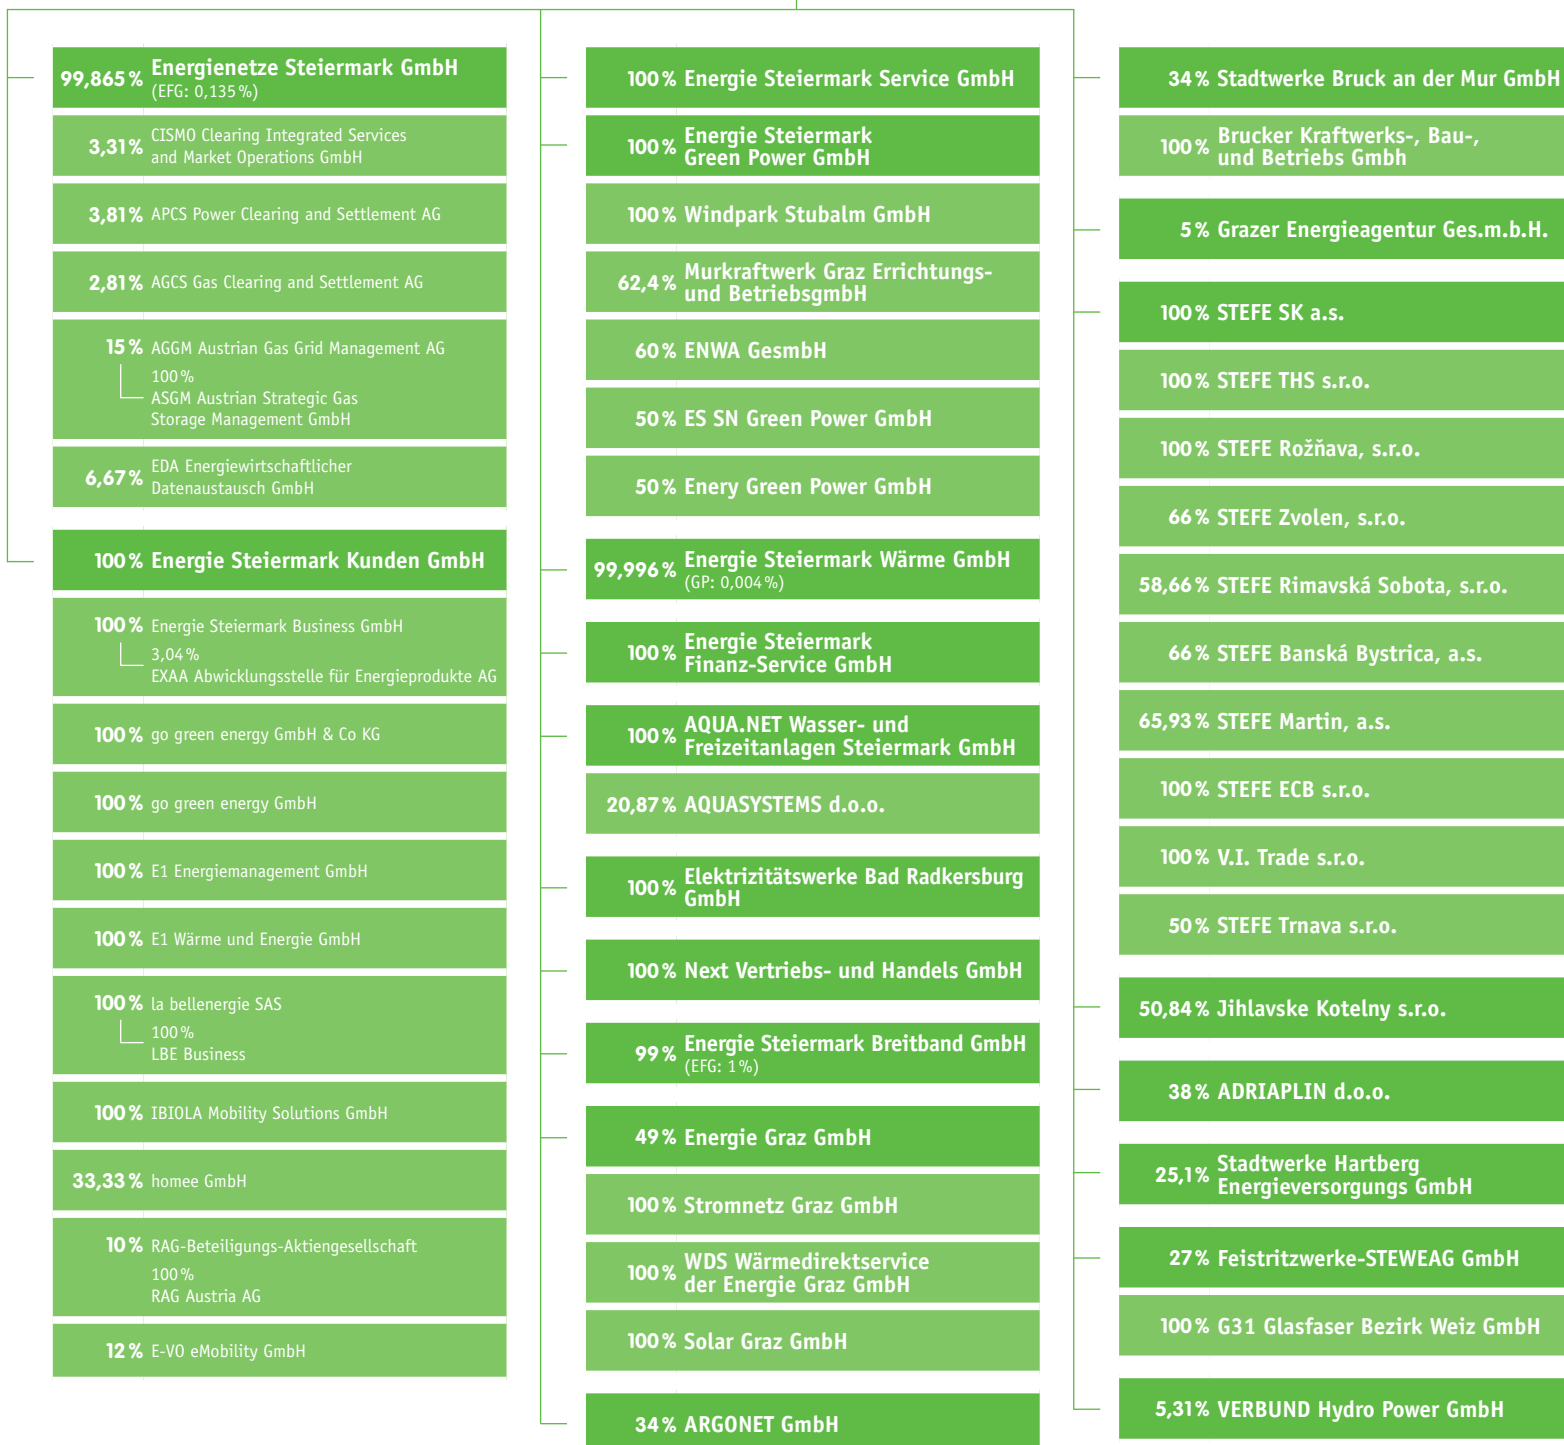 99,865 % Energienetze Steiermark GmbH
(EFG: 0,135 %)
3,31 % CISMO Clearing Integrated Services
and Market Operations GmbH
3,81 % APCS Power Clearing and Settlement AG
2,81 % AGCS Gas Clearing and Settlement AG
15 % AGGM Austrian Gas Grid Management AG
100 %
ASGM Austrian Strategic Gas
Storage Management GmbH
6,67 % EDA Energiewirtschaftlicher
Datenaustausch GmbH
100 % Energie Steiermark Kunden GmbH
100 % Energie Steiermark Business GmbH
3,04 %
EXAA Abwicklungsstelle für Energieprodukte AG
100 % go green energy GmbH & Co KG
100 % go green energy GmbH
100 % E1 Energiemanagement GmbH
100 % E1 Wärme und Energie GmbH
100 % la bellenergie SAS
100 %
LBE Business
100 % IBIOLA Mobility Solutions GmbH
33,33 % homee GmbH
10 % RAG-Beteiligungs-Aktiengesellschaft
100 %
RAG Austria AG
12 % E-VO eMobility GmbH
100 % Energie Steiermark Service GmbH
100 % Energie Steiermark
Green Power GmbH
100 % Windpark Stubalm GmbH
62,4 % Murkraftwerk Graz Errichtungs-
und BetriebsgmbH
60 % ENWA GesmbH
50 % ES SN Green Power GmbH
50 % Enery Green Power GmbH
99,996 % Energie Steiermark Wärme GmbH
(GP: 0,004 %)
100 % Energie Steiermark
Finanz-Service GmbH
100 % AQUA.NET Wasser- und
Freizeitanlagen Steiermark GmbH
20,87 % AQUASYSTEMS d.o.o.
100 % Elektrizitätswerke Bad Radkersburg
GmbH
100 % Next Vertriebs- und Handels GmbH
99 % Energie Steiermark Breitband GmbH
(EFG: 1 %)
49 % Energie Graz GmbH
100 % Stromnetz Graz GmbH
100 % WDS Wärmedirektservice
der Energie Graz GmbH
100 % Solar Graz GmbH
34 % ARGONET GmbH
34 % Stadtwerke Bruck an der Mur GmbH
100 % Brucker Kraftwerks-, Bau-,
und Betriebs Gmbh
5 % Grazer Energieagentur Ges.m.b.H.
100 % STEFE SK a.s.
100 % STEFE THS s.r.o.
100 % STEFE Rožňava, s.r.o.
66 % STEFE Zvolen, s.r.o.
58,66 % STEFE Rimavská Sobota, s.r.o.
66 % STEFE Banská Bystrica, a.s.
65,93 % STEFE Martin, a.s.
100 % STEFE ECB s.r.o.
100 % V.I. Trade s.r.o.
50 % STEFE Trnava s.r.o.
50,84 % Jihlavske Kotelny s.r.o.
38 % ADRIAPLIN d.o.o.
25,1 % Stadtwerke Hartberg
Energieversorgungs GmbH
27 % Feistritzwerke-STEWEAG GmbH
100 % G31 Glasfaser Bezirk Weiz GmbH
5,31 % VERBUND Hydro Power GmbH